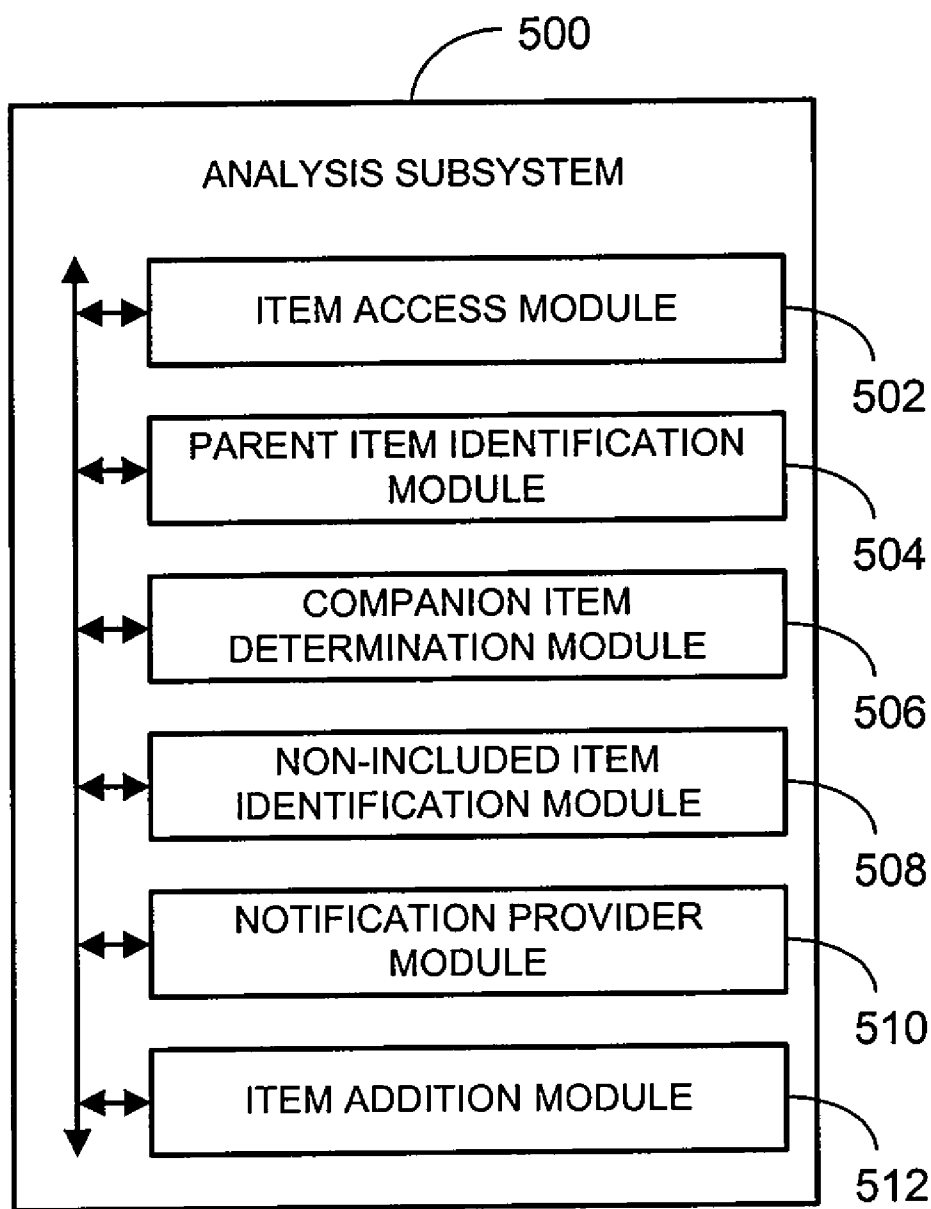 500
ANALYSIS SUBSYSTEM
ITEM ACCESS MODULE
502
PARENT ITEM IDENTIFICATION
MODULE
504
COMPANION ITEM
DETERMINATION MODULE
506
NON-INCLUDED ITEM
IDENTIFICATION MODULE
508
NOTIFICATION PROVIDER
MODULE
510
ITEM ADDITION MODULE
512